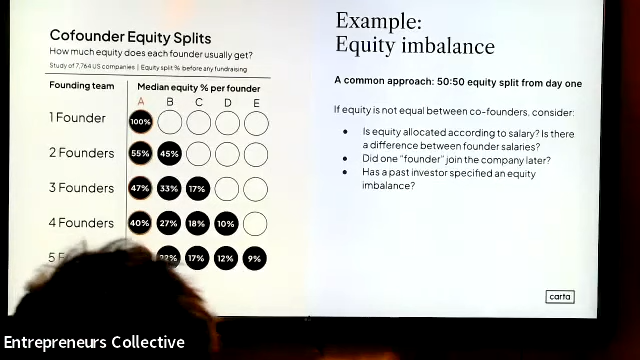 Cofounder Equity Splits
How much equity does each founder usually get?
Study of 7,764 US companies | Equity split % before any fundraising
Founding team
Median equity % per founder
A B C D E
1 Founder 100%
2 Founders 55% 45%
3 Founders 47% 33% 17%
4 Founders 40% 27% 18% 10%
5 22% 17% 12% 9%
Example:
Equity imbalance
A common approach: 50:50 equity split from day one
If equity is not equal between co-founders, consider:
• Is equity allocated according to salary? Is there
a difference between founder salaries?
• Did one "founder" join the company later?
• Has a past investor specified an equity
imbalance?
carta
Entrepreneurs Collective